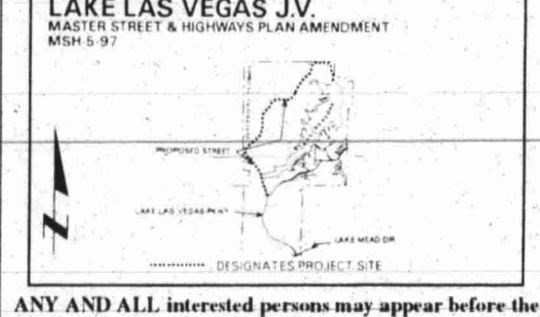 LAKE LAS VEGAS J.V.
MASTER STREET & HIGHWAYS PLAN AMENDMENT
MSH-5-97
PROPOSED STREET
LAKE LAS VEGAS PKWY
LAKE MEAD DR
DESIGNATES PROJECT SITE
ANY AND ALL interested persons may appear before the